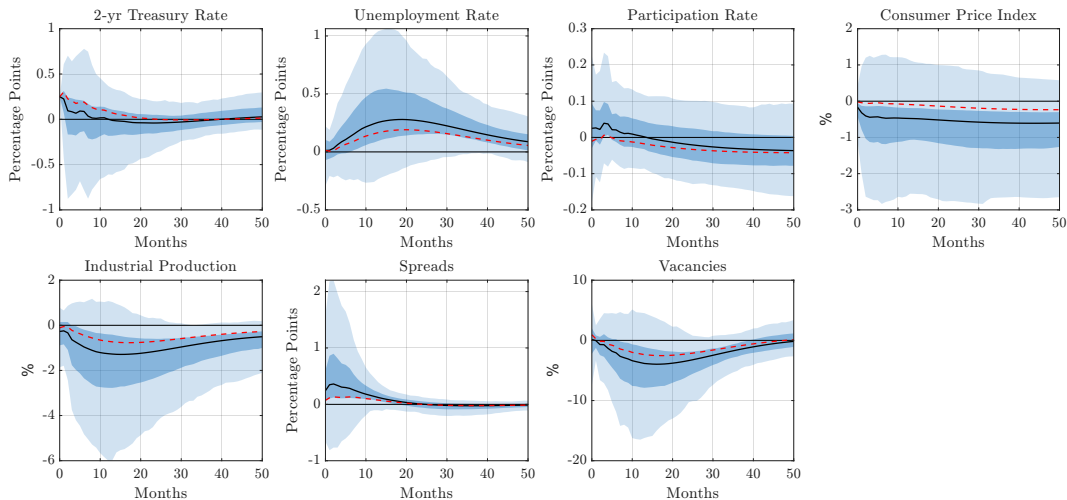 2-yr Treasury Rate
Percentage Points
1
0.5
0
-0.5
-1
0 10 20 30 40 50
Months
Unemployment Rate
Percentage Points
1
0.5
0
-0.5
0 10 20 30 40 50
Months
Participation Rate
Percentage Points
0.3
0.2
0.1
0
-0.1
-0.2
0 10 20 30 40 50
Months
Consumer Price Index
%
2
1
0
-1
-2
-3
0 10 20 30 40 50
Months
Industrial Production
%
2
0
-2
-4
-6
0 10 20 30 40 50
Months
Spreads
Percentage Points
2
1
0
-1
0 10 20 30 40 50
Months
Vacancies
%
10
0
-10
-20
0 10 20 30 40 50
Months